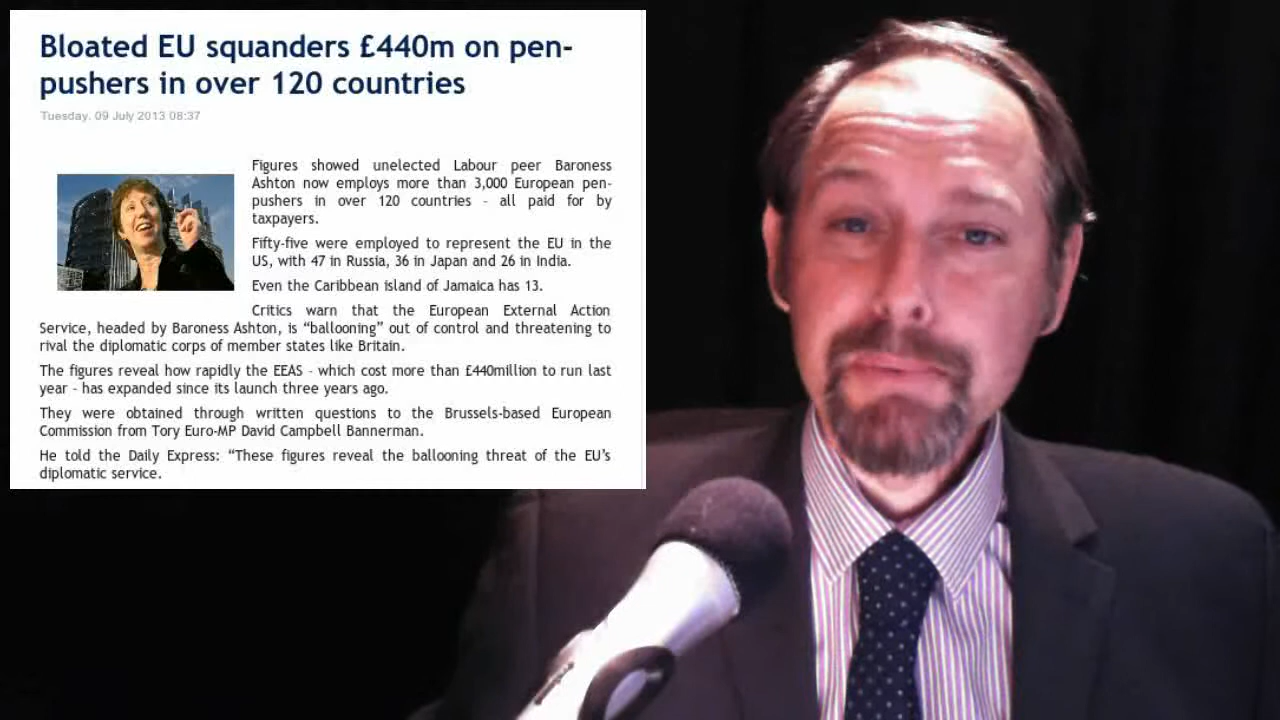 Bloated EU squanders £440m on pen-
pushers in over 120 countries
Tuesday. 09 July 2013 08:37
Figures showed unelected Labour peer Baroness
Ashton now employs more than 3,000 European pen-
pushers in over 120 countries - all paid for by
taxpayers.
Fifty-five were employed to represent the EU in the
US, with 47 in Russia, 36 in Japan and 26 in India.
Even the Caribbean island of Jamaica has 13.
Critics warn that the European External Action
Service, headed by Baroness Ashton, is “ballooning” out of control and threatening to
rival the diplomatic corps of member states like Britain.
The figures reveal how rapidly the EEAS - which cost more than £440million to run last
year - has expanded since its launch three years ago.
They were obtained through written questions to the Brussels-based European
Commission from Tory Euro-MP David Campbell Bannerman.
He told the Daily Express: “These figures reveal the ballooning threat of the EU’s
diplomatic service.